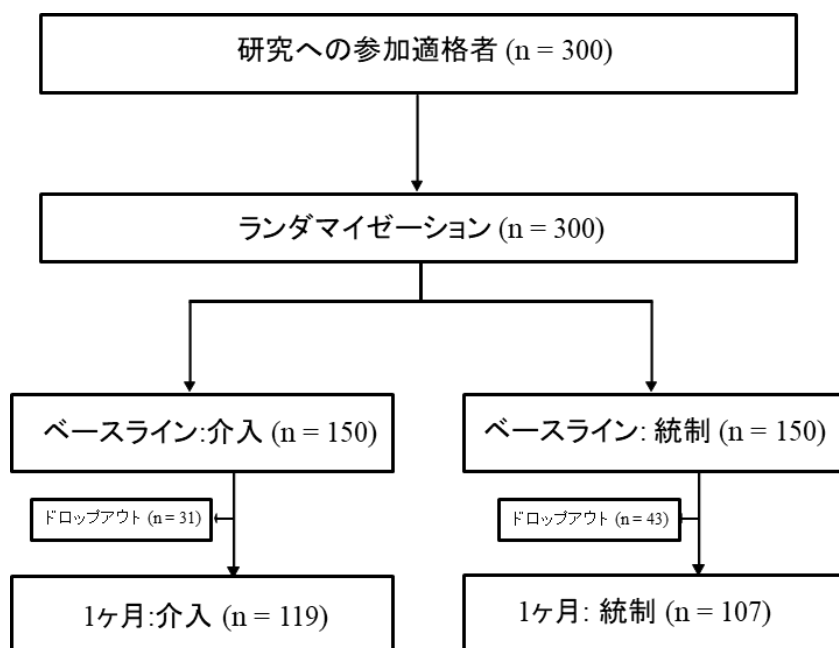 研究への参加適格者 (n = 300)
ランダマイゼーション (n = 300)
ベースライン:介入 (n = 150)
ベースライン: 統制 (n = 150)
ドロップアウト (n = 31)
ドロップアウト (n = 43)
1ヶ月:介入 (n = 119)
1ヶ月: 統制 (n = 107)